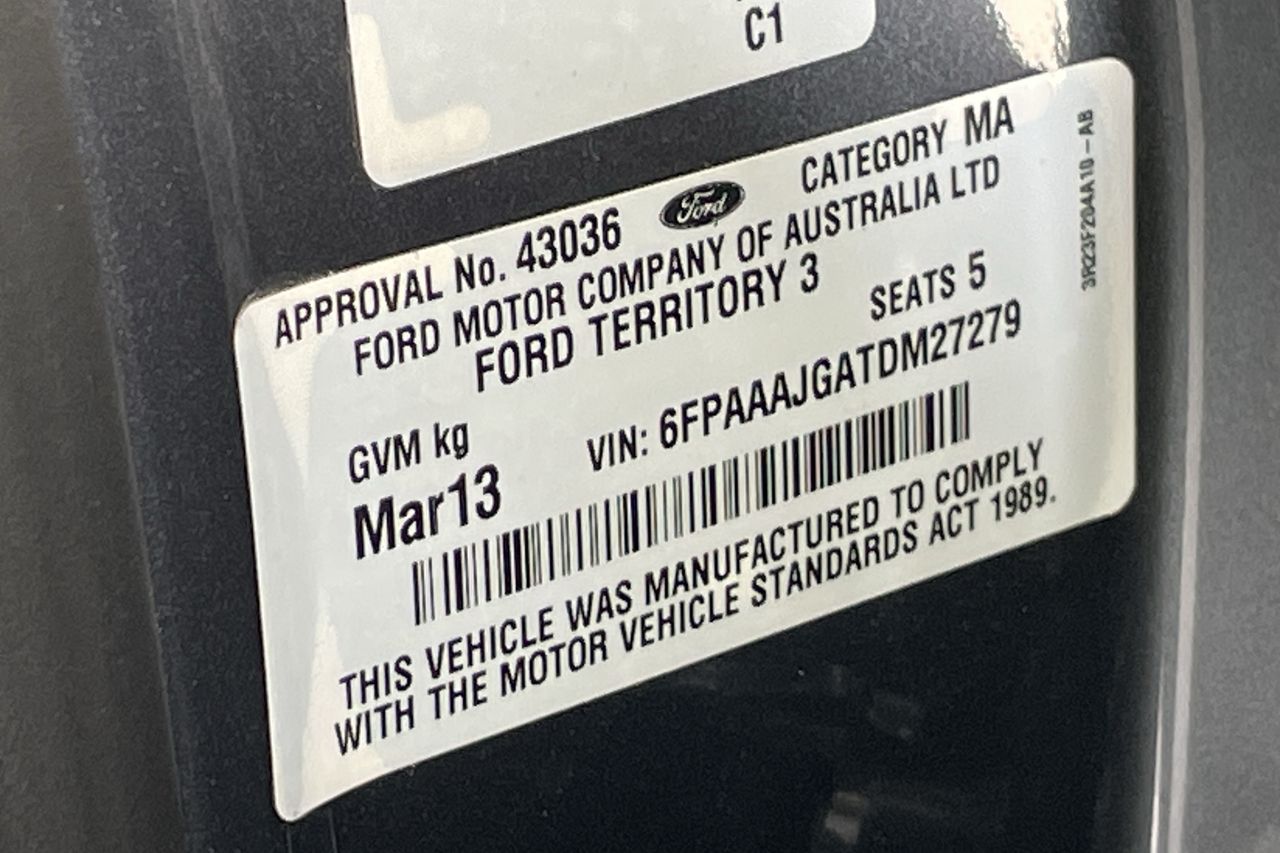 C1
APPROVAL No. 43036 Ford CATEGORY MA
FORD MOTOR COMPANY OF AUSTRALIA LTD
FORD TERRITORY 3
SEATS 5
GVM kg
VIN: 6FPAAAJGATDM27279
Mar13
THIS VEHICLE WAS MANUFACTURED TO COMPLY
WITH THE MOTOR VEHICLE STANDARDS ACT 1989.
3R23F204A10-AB